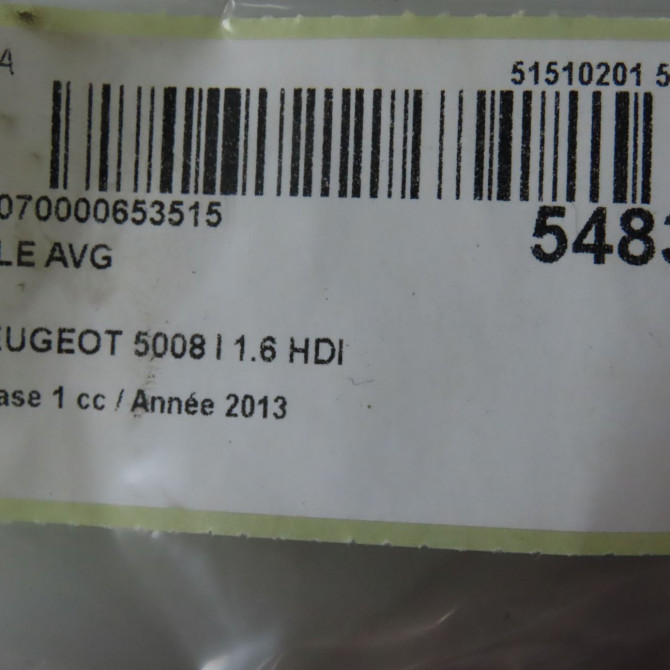 A
51510201 5
070000653515
5483
LE AVG
EUGEOT 5008 I 1.6 HDI
ase 1 cc / Année 2013